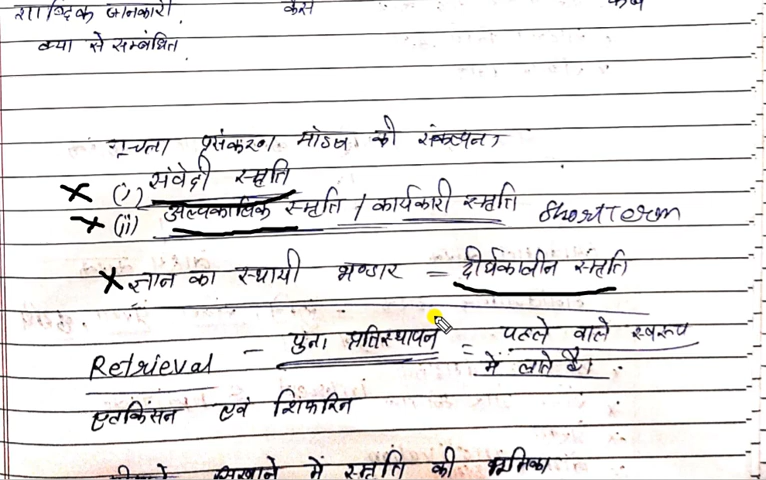 शाब्दिक जानकारी, कैसे कब
क्या से सम्बंधित
सूचना प्रसंकरण मॉडल की संकल्पना
(i) संवेदी स्मृति
(ii) अल्पकालिक स्मृति / कार्यकारी स्मृति Short Term
ज्ञान का स्थायी भण्डार = दीर्घकालीन स्मृति
Retrieval - पुनः प्रतिस्थापन = पहले वाले स्वरूप
में लाते है।
एटकिंसन एवं शिफरिन
सिखाने में स्मृति की भूमिका